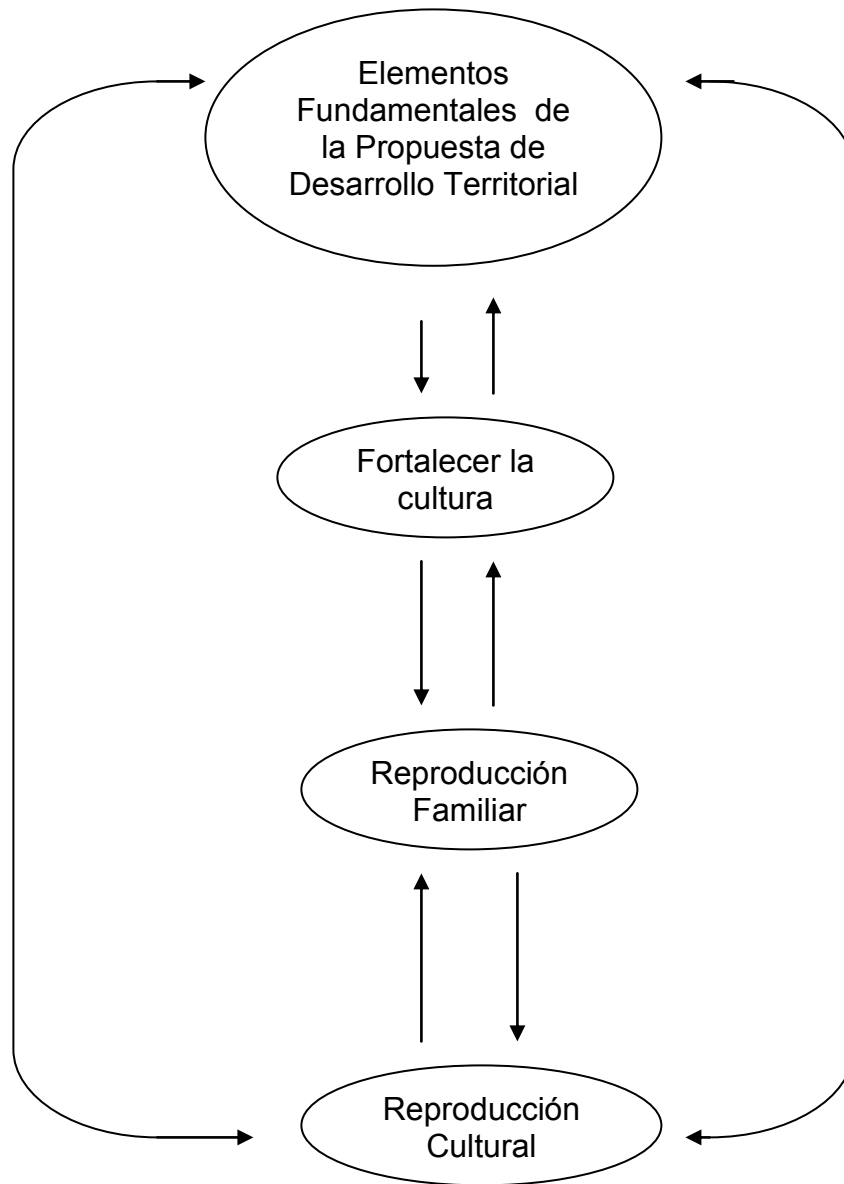 Elementos
Fundamentales de
la Propuesta de
Desarrollo Territorial
Fortalecer la
cultura
Reproducción
Familiar
Reproducción
Cultural